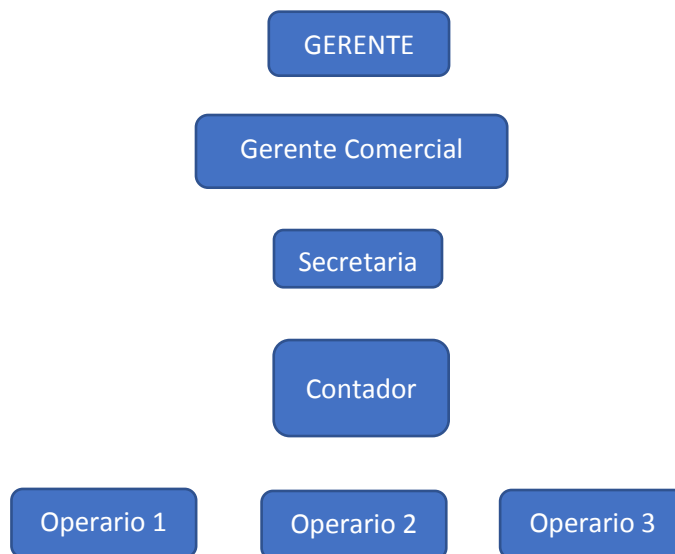 GERENTE
Gerente Comercial
Secretaria
Contador
Operario 1
Operario 2
Operario 3